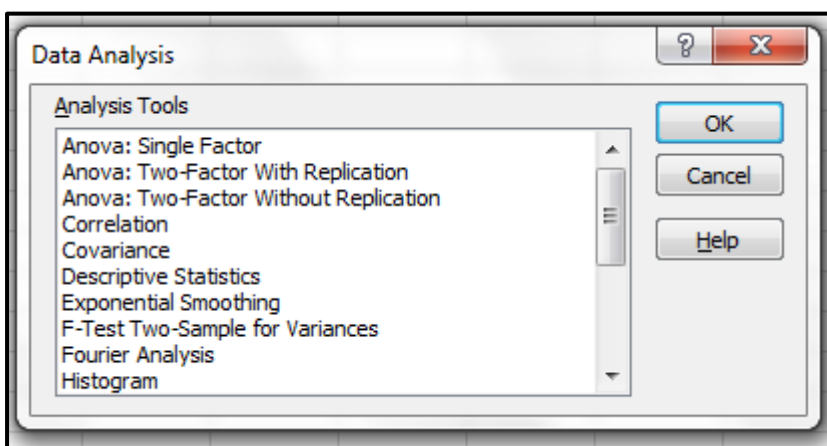 Data Analysis
Analysis Tools
Anova: Single Factor
Anova: Two-Factor With Replication
Anova: Two-Factor Without Replication
Correlation
Covariance
Descriptive Statistics
Exponential Smoothing
F-Test Two-Sample for Variances
Fourier Analysis
Histogram
OK
Cancel
Help